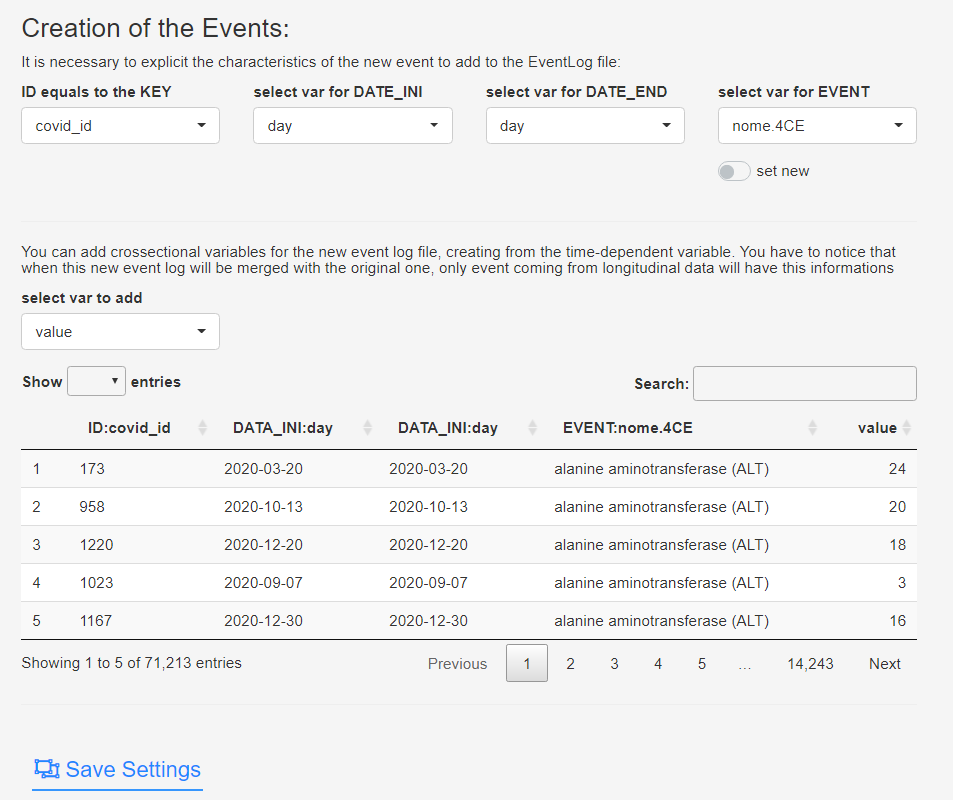 Creation of the Events:
It is necessary to explicit the characteristics of the new event to add to the EventLog file:
ID equals to the KEY select var for DATE_INI select var for DATE_END select var for EVENT
covid_id day day nome.4CE
set new
You can add crossectional variables for the new event log file, creating from the time-dependent variable. You have to notice that
when this new event log will be merged with the original one, only event coming from longitudinal data will have this informations
select var to add
value
Show entries Search:
ID:covid_id DATA_INI:day DATA_INI:day EVENT:nome.4CE value
1 173 2020-03-20 2020-03-20 alanine aminotransferase (ALT) 24
2 958 2020-10-13 2020-10-13 alanine aminotransferase (ALT) 20
3 1220 2020-12-20 2020-12-20 alanine aminotransferase (ALT) 18
4 1023 2020-09-07 2020-09-07 alanine aminotransferase (ALT) 3
5 1167 2020-12-30 2020-12-30 alanine aminotransferase (ALT) 16
Showing 1 to 5 of 71,213 entries Previous 1 2 3 4 5 … 14,243 Next
Save Settings